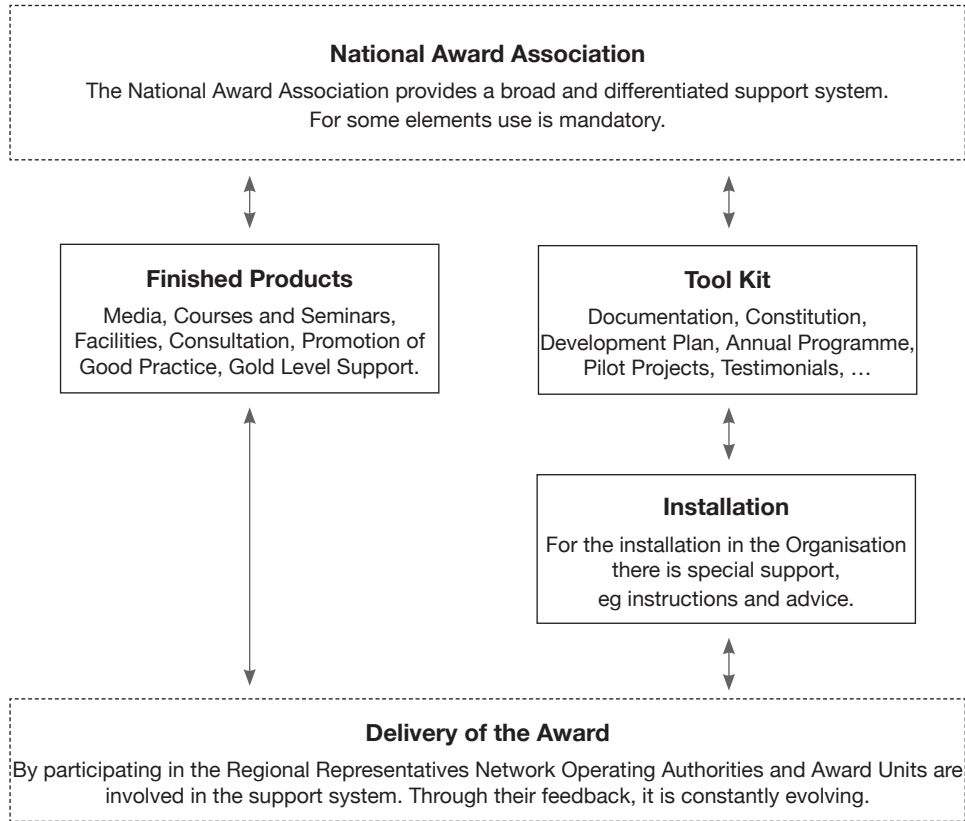 National Award Association
The National Award Association provides a broad and differentiated support system.
For some elements use is mandatory.
Finished Products
Media, Courses and Seminars,
Facilities, Consultation, Promotion of
Good Practice, Gold Level Support.
Tool Kit
Documentation, Constitution,
Development Plan, Annual Programme,
Pilot Projects, Testimonials, …
Installation
For the installation in the Organisation
there is special support,
eg instructions and advice.
Delivery of the Award
By participating in the Regional Representatives Network Operating Authorities and Award Units are
involved in the support system. Through their feedback, it is constantly evolving.